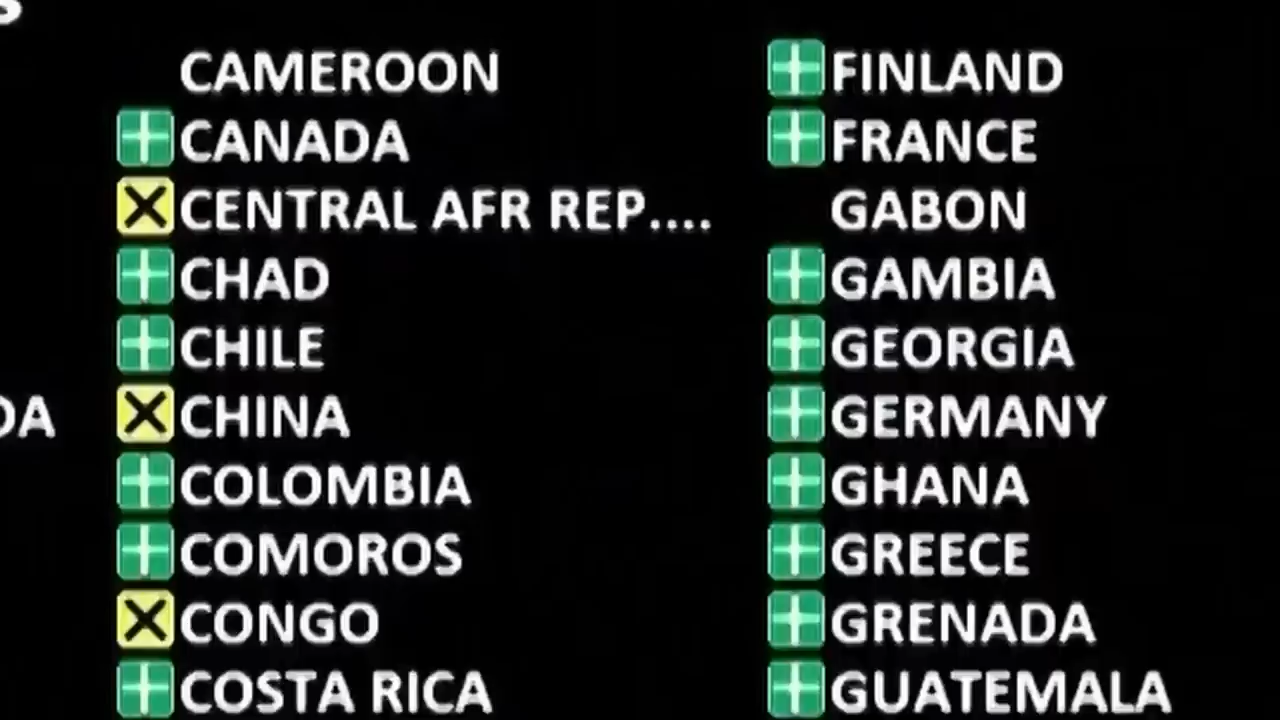 S
CAMEROON
CANADA
CENTRAL AFR REP....
CHAD
CHILE
CHINA
COLOMBIA
COMOROS
CONGO
COSTA RICA
DA
FINLAND
FRANCE
GABON
GAMBIA
GEORGIA
GERMANY
GHANA
GREECE
GRENADA
GUATEMALA